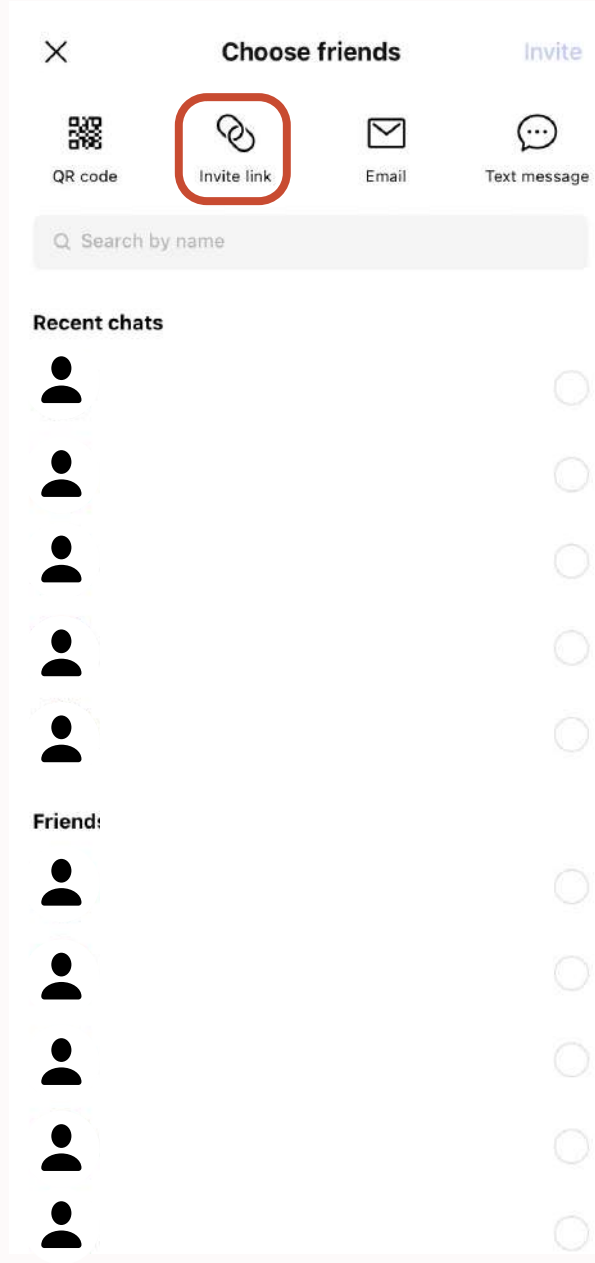 Choose friends
Invite
QR code
Invite link
Email
Text message
Search by name
Recent chats
Friends